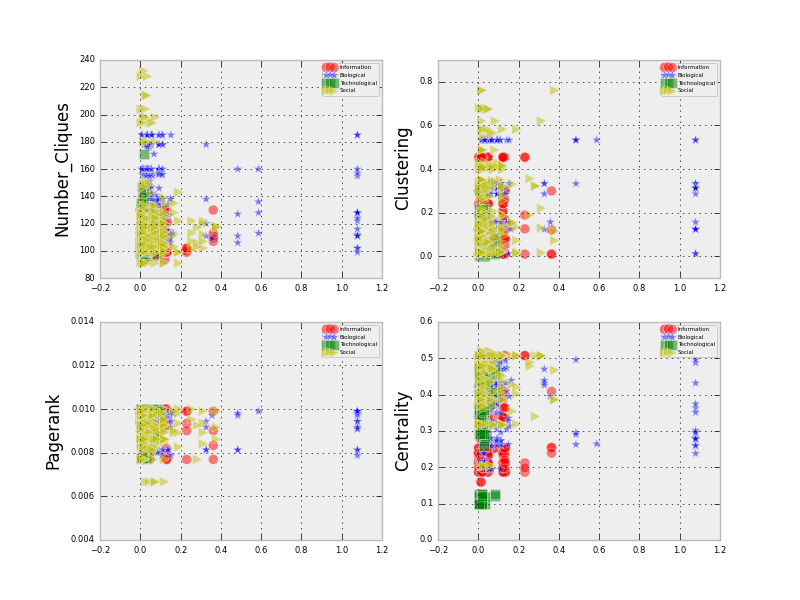 Number_Cliques
240
220
200
180
160
140
120
100
80
−0.2 0.0 0.2 0.4 0.6 0.8 1.0 1.2
Information
Biological
Technological
Social
Clustering
0.8
0.6
0.4
0.2
0.0
−0.2 0.0 0.2 0.4 0.6 0.8 1.0 1.2
Information
Biological
Technological
Social
Pagerank
0.014
0.012
0.010
0.008
0.006
0.004
−0.2 0.0 0.2 0.4 0.6 0.8 1.0 1.2
Information
Biological
Technological
Social
Centrality
0.6
0.5
0.4
0.3
0.2
0.1
0.0
−0.2 0.0 0.2 0.4 0.6 0.8 1.0 1.2
Information
Biological
Technological
Social